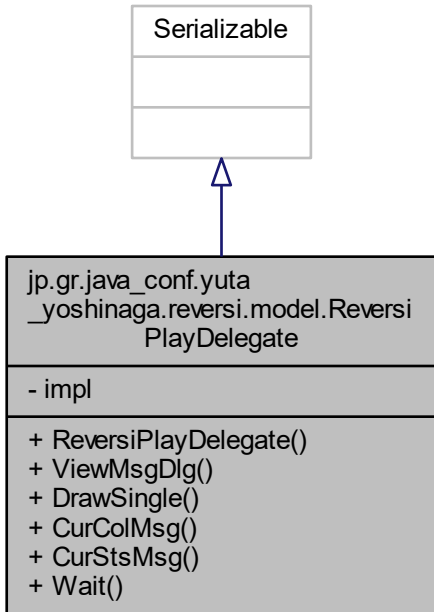 Serializable
jp.gr.java_conf.yuta
_yoshinaga.reversi.model.Reversi
PlayDelegate
- impl
+ ReversiPlayDelegate()
+ ViewMsgDlg()
+ DrawSingle()
+ CurColMsg()
+ CurStsMsg()
+ Wait()